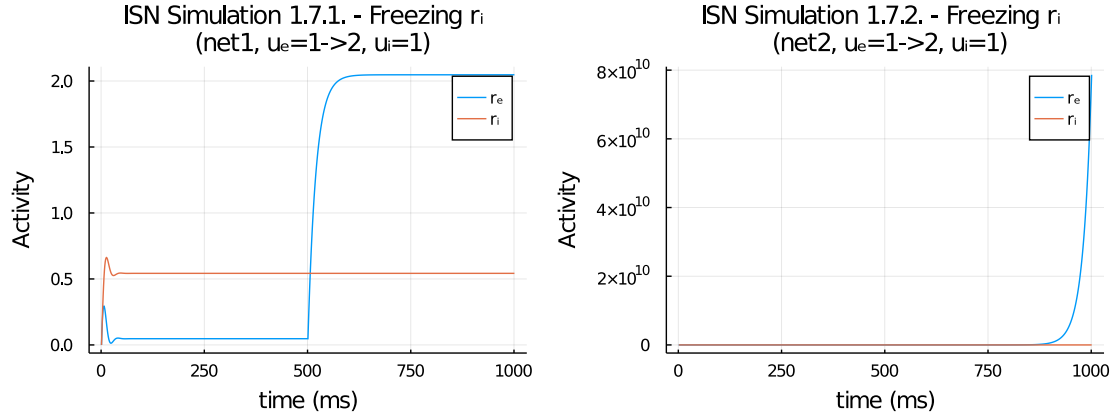 ISN Simulation 1.7.1. - Freezing rᵢ
(net1, uₑ=1->2, uᵢ=1)
2.0
1.5
1.0
0.5
0.0
Activity
rₑ
rᵢ
0
250
500
750
1000
time (ms)
ISN Simulation 1.7.2. - Freezing rᵢ
(net2, uₑ=1->2, uᵢ=1)
8×10¹⁰
6×10¹⁰
4×10¹⁰
2×10¹⁰
0
Activity
rₑ
rᵢ
0
250
500
750
1000
time (ms)